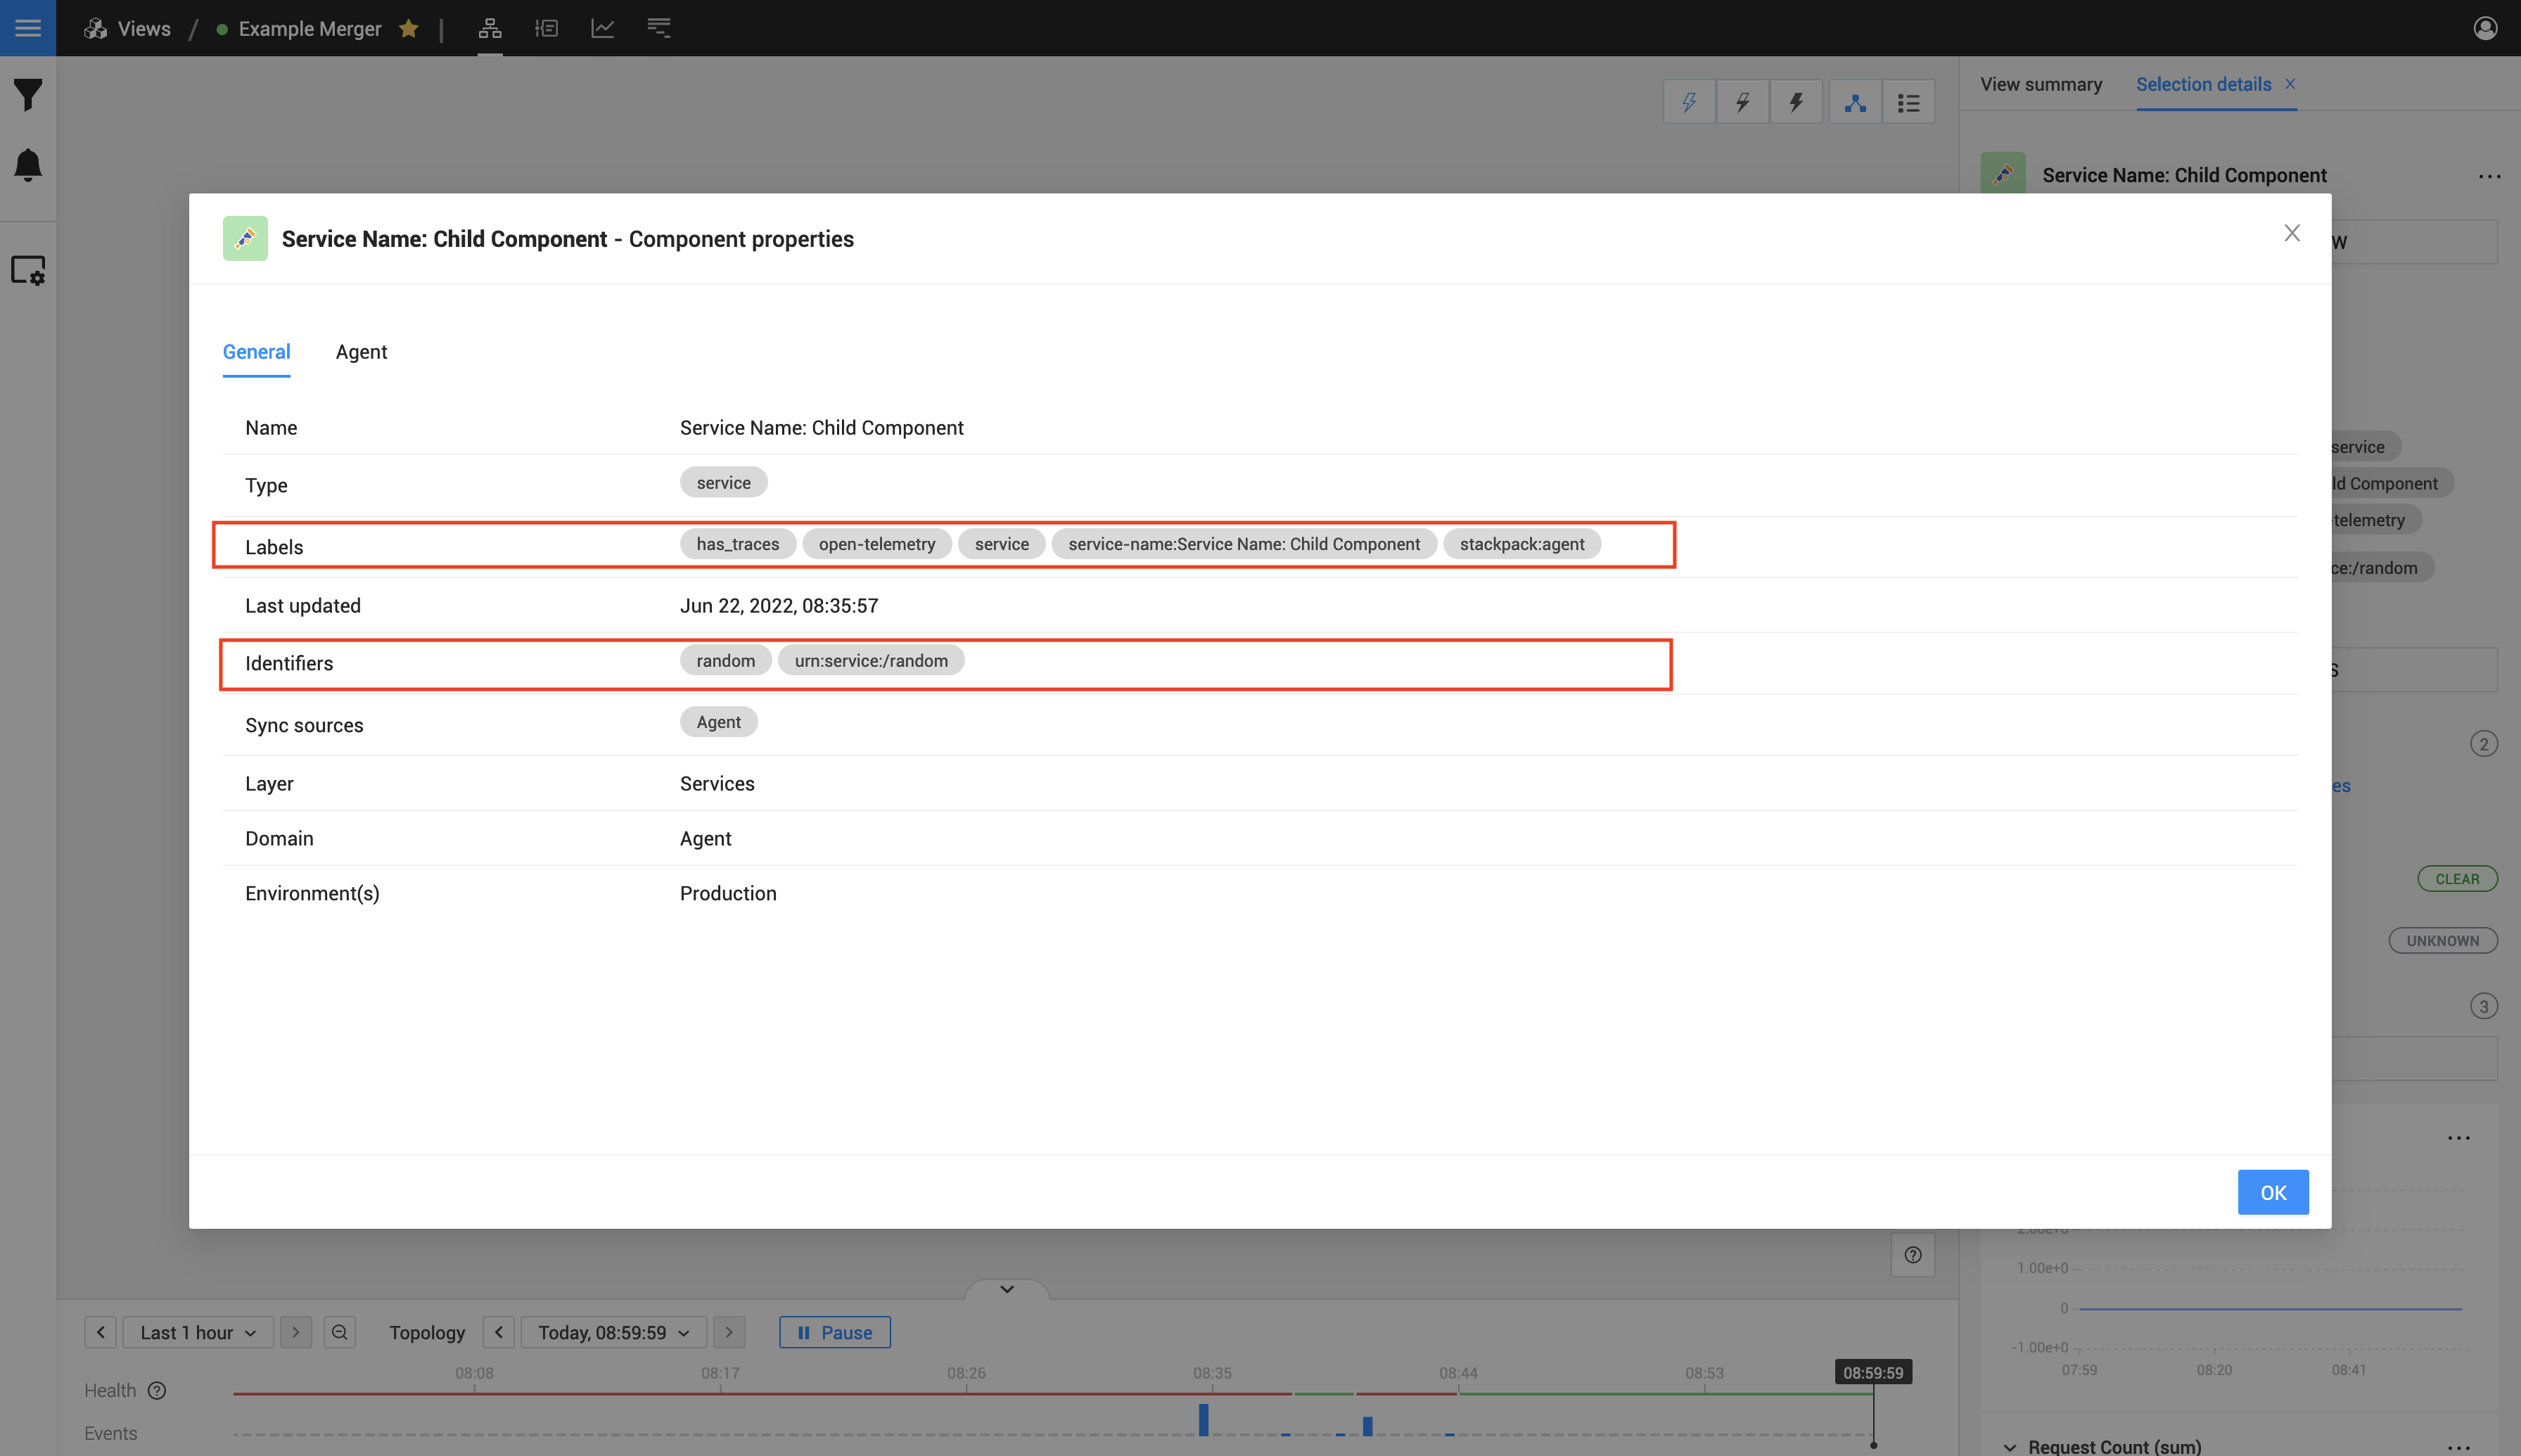 Views / Example Merger
View summary Selection details
Service Name: Child Component
Service Name: Child Component - Component properties
General Agent
Name Service Name: Child Component
Type service
Labels has_traces open-telemetry service service-name:Service Name: Child Component stackpack:agent
Last updated Jun 22, 2022, 08:35:57
Identifiers random urn:service:/random
Sync sources Agent
Layer Services
Domain Agent
Environment(s) Production
OK
W
service
ld Component
telemetry
ce:/random
S
2
es
CLEAR
UNKNOWN
3
1.00e+0
0
-1.00e+0
07:59 08:20 08:41
Request Count (sum)
Last 1 hour Topology Today, 08:59:59 Pause
08:08 08:17 08:26 08:35 08:44 08:53 08:59:59
Health
Events